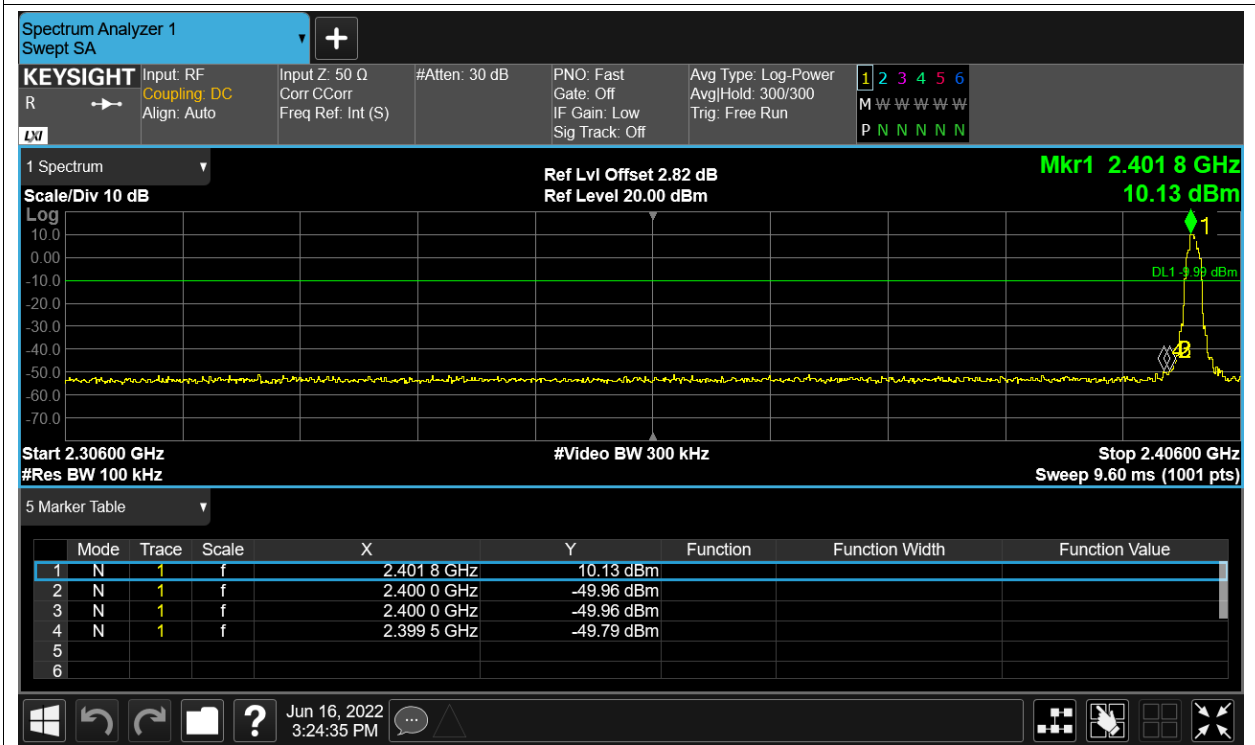 Spectrum Analyzer 1
Swept SA
+
KEYSIGHT Input: RF Input Z: 50 Ω #Atten: 30 dB PNO: Fast Avg Type: Log-Power 1 2 3 4 5 6
R Coupling: DC Corr CCorr Gate: Off Avg|Hold: 300/300 M W W W W W
Align: Auto Freq Ref: Int (S) IF Gain: Low Trig: Free Run
LXI Sig Track: Off P N N N N N
1 Spectrum Ref Lvl Offset 2.82 dB Mkr1 2.401 8 GHz
Scale/Div 10 dB Ref Level 20.00 dBm 10.13 dBm
Log
1
10.0
0.00
DL1 -9.99 dBm
-10.0
-20.0
-30.0
-40.0
-50.0
-60.0
-70.0
Start 2.30600 GHz #Video BW 300 kHz Stop 2.40600 GHz
#Res BW 100 kHz Sweep 9.60 ms (1001 pts)
5 Marker Table
Mode Trace Scale X Y Function Function Width Function Value
1 N 1 f 2.401 8 GHz 10.13 dBm
2 N 1 f 2.400 0 GHz -49.96 dBm
3 N 1 f 2.400 0 GHz -49.96 dBm
4 N 1 f 2.399 5 GHz -49.79 dBm
5
6
? Jun 16, 2022
3:24:35 PM